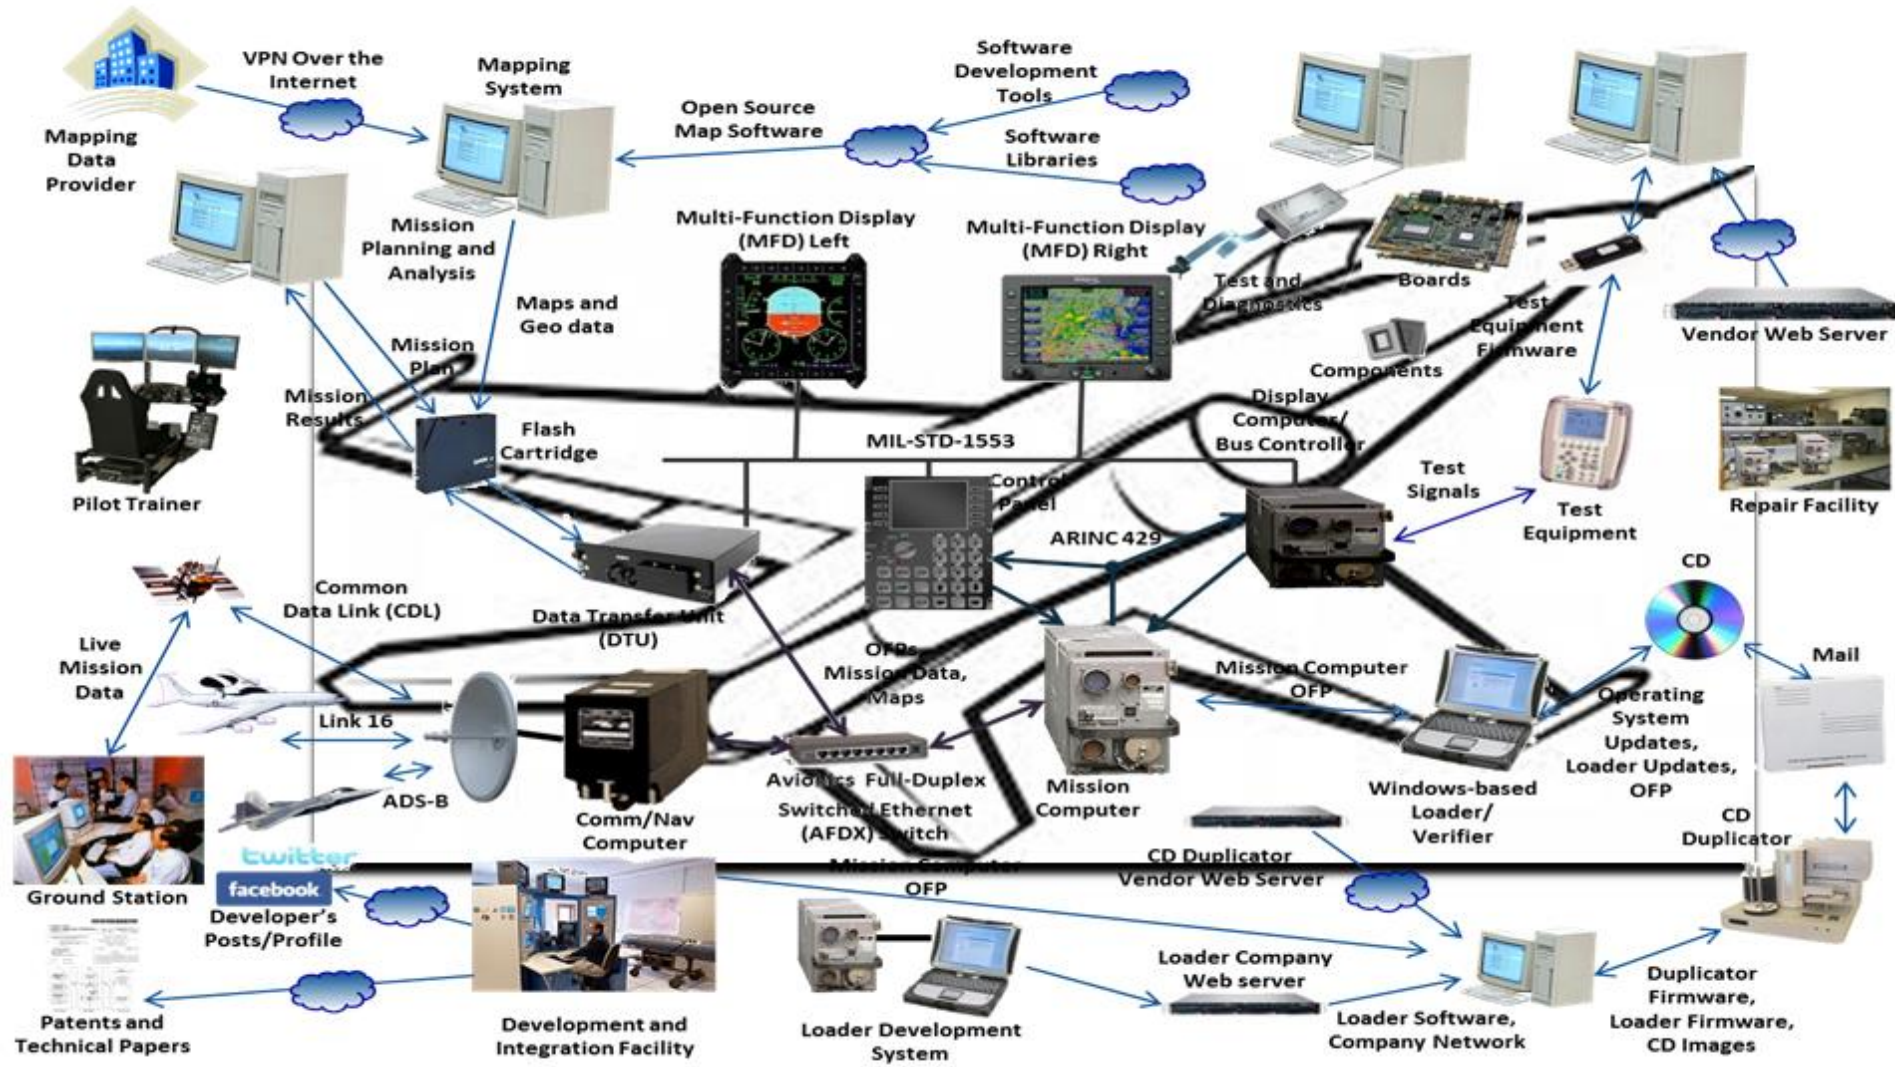 VPN Over the
Internet
Mapping
System
Software
Development
Tools
Open Source
Map Software
Software
Libraries
Mapping
Data
Provider
Mission
Planning and
Analysis
Multi-Function Display
(MFD) Left
Multi-Function Display
(MFD) Right
Test and
Diagnostics
Boards
Maps and
Geo data
Test
Equipment
Firmware
Vendor Web Server
Mission
Plan
Components
Mission
Results
Display
Computer/
Bus Controller
Flash
Cartridge
MIL-STD-1553
Pilot Trainer
Control
Panel
Test
Signals
Test
Equipment
Repair Facility
ARINC 429
CD
Common
Data Link (CDL)
Data Transfer Unit
(DTU)
Live
Mission
Data
OFPs
Mission Data,
Maps
Mission Computer
OFP
Mail
Operating
System
Updates,
Loader Updates,
OFP
Link 16
ADS-B
Avionics Full-Duplex
Switched Ethernet
(AFDX) Switch
Mission
Computer
Windows-based
Loader/
Verifier
Comm/Nav
Computer
CD
Duplicator
twitter
facebook
Developer's
Posts/Profile
Ground Station
Mission Computer
OFP
CD Duplicator
Vendor Web Server
Loader Company
Web server
Patents and
Technical Papers
Development and
Integration Facility
Loader Development
System
Loader Software,
Company Network
Duplicator
Firmware,
Loader Firmware,
CD Images